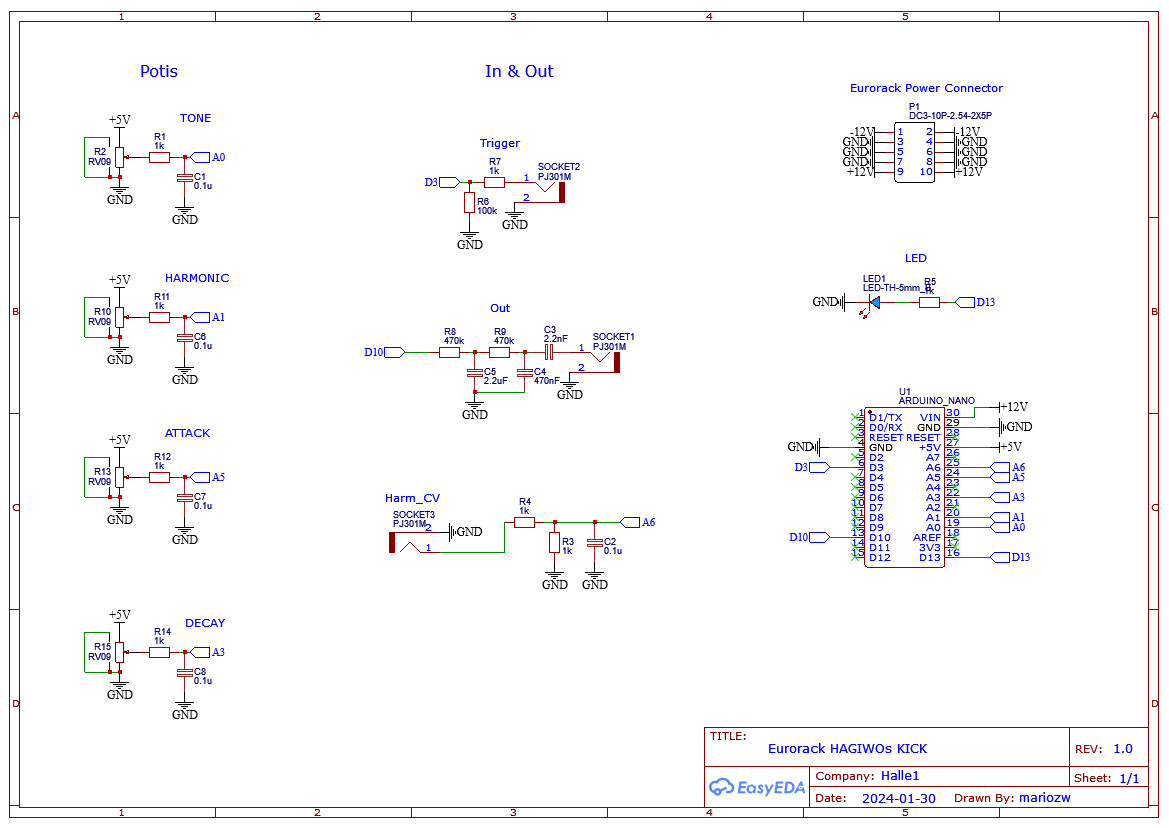 1 2 3 4 5
A
B
C
D
A
B
C
D
Potis
TONE
+5V
R2
RV09
R1
1k
A0
C1
0.1u
GND
GND
HARMONIC
+5V
R10
RV09
R11
1k
A1
C6
0.1u
GND
GND
ATTACK
+5V
R13
RV09
R12
1k
A5
C7
0.1u
GND
GND
DECAY
+5V
R15
RV09
R14
1k
A3
C8
0.1u
GND
GND
In & Out
Trigger
D3
R7
1k
SOCKET2
PJ301M
1
2
R6
100k
GND
GND
Out
D10
R8
470k
R9
470k
C3
2.2nF
SOCKET1
PJ301M
1
2
C5
2.2uF
C4
470nF
GND
GND
Harm_CV
SOCKET3
PJ301M
2
GND
1
R4
1k
A6
R3
1k
C2
0.1u
GND
GND
Eurorack Power Connector
P1
DC3-10P-2.54-2X5P
-12V 1 2 -12V
GND 3 4 GND
GND 5 6 GND
GND 7 8 GND
+12V 9 10 +12V
LED
LED1
LED-TH-5mm_R
R5
1k
GND
D13
U1
ARDUINO_NANO
1 D1/TX VIN 30 +12V
2 D0/RX GND 29 GND
3 RESET RESET 28
GND 4 GND +5V 27 +5V
5 D2 A7 26
D3 6 D3 A6 25 A6
7 D4 A5 24 A5
8 D5 A4 23
9 D6 A3 22 A3
10 D7 A2 21
11 D8 A1 20 A1
12 D9 A0 19 A0
D10 13 D10 AREF 18
14 D11 3V3 17
15 D12 D13 16 D13
TITLE:
Eurorack HAGIWOs KICK
REV: 1.0
EasyEDA
Company: Halle1
Sheet: 1/1
Date: 2024-01-30 Drawn By: mariozw
1 2 3 4 5